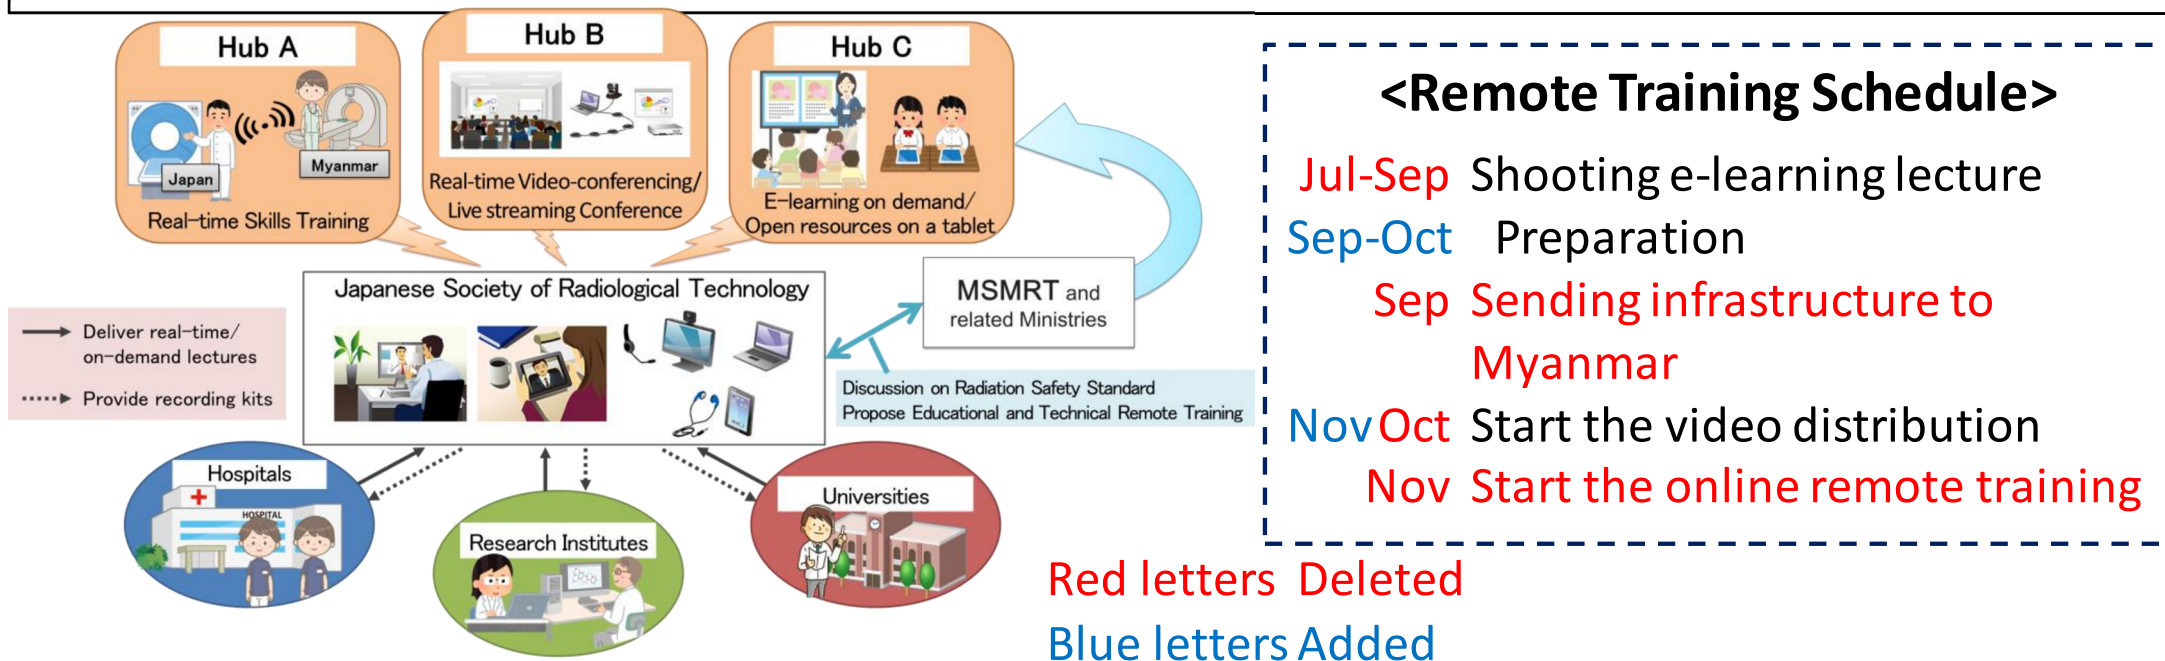 Hub A
Japan
Myanmar
Real-time Skills Training
Hub B
Real-time Video-conferencing/
Live streaming Conference
Hub C
E-learning on demand/
Open resources on a tablet
Japanese Society of Radiological Technology
MSMRT and
related Ministries
Discussion on Radiation Safety Standard
Propose Educational and Technical Remote Training
Deliver real-time/
on-demand lectures
Provide recording kits
Hospitals
HOSPITAL
Research Institutes
Universities
<Remote Training Schedule>
Jul-Sep Shooting e-learning lecture
Sep-Oct Preparation
Sep Sending infrastructure to
Myanmar
Nov Oct Start the video distribution
Nov Start the online remote training
Red letters Deleted
Blue letters Added